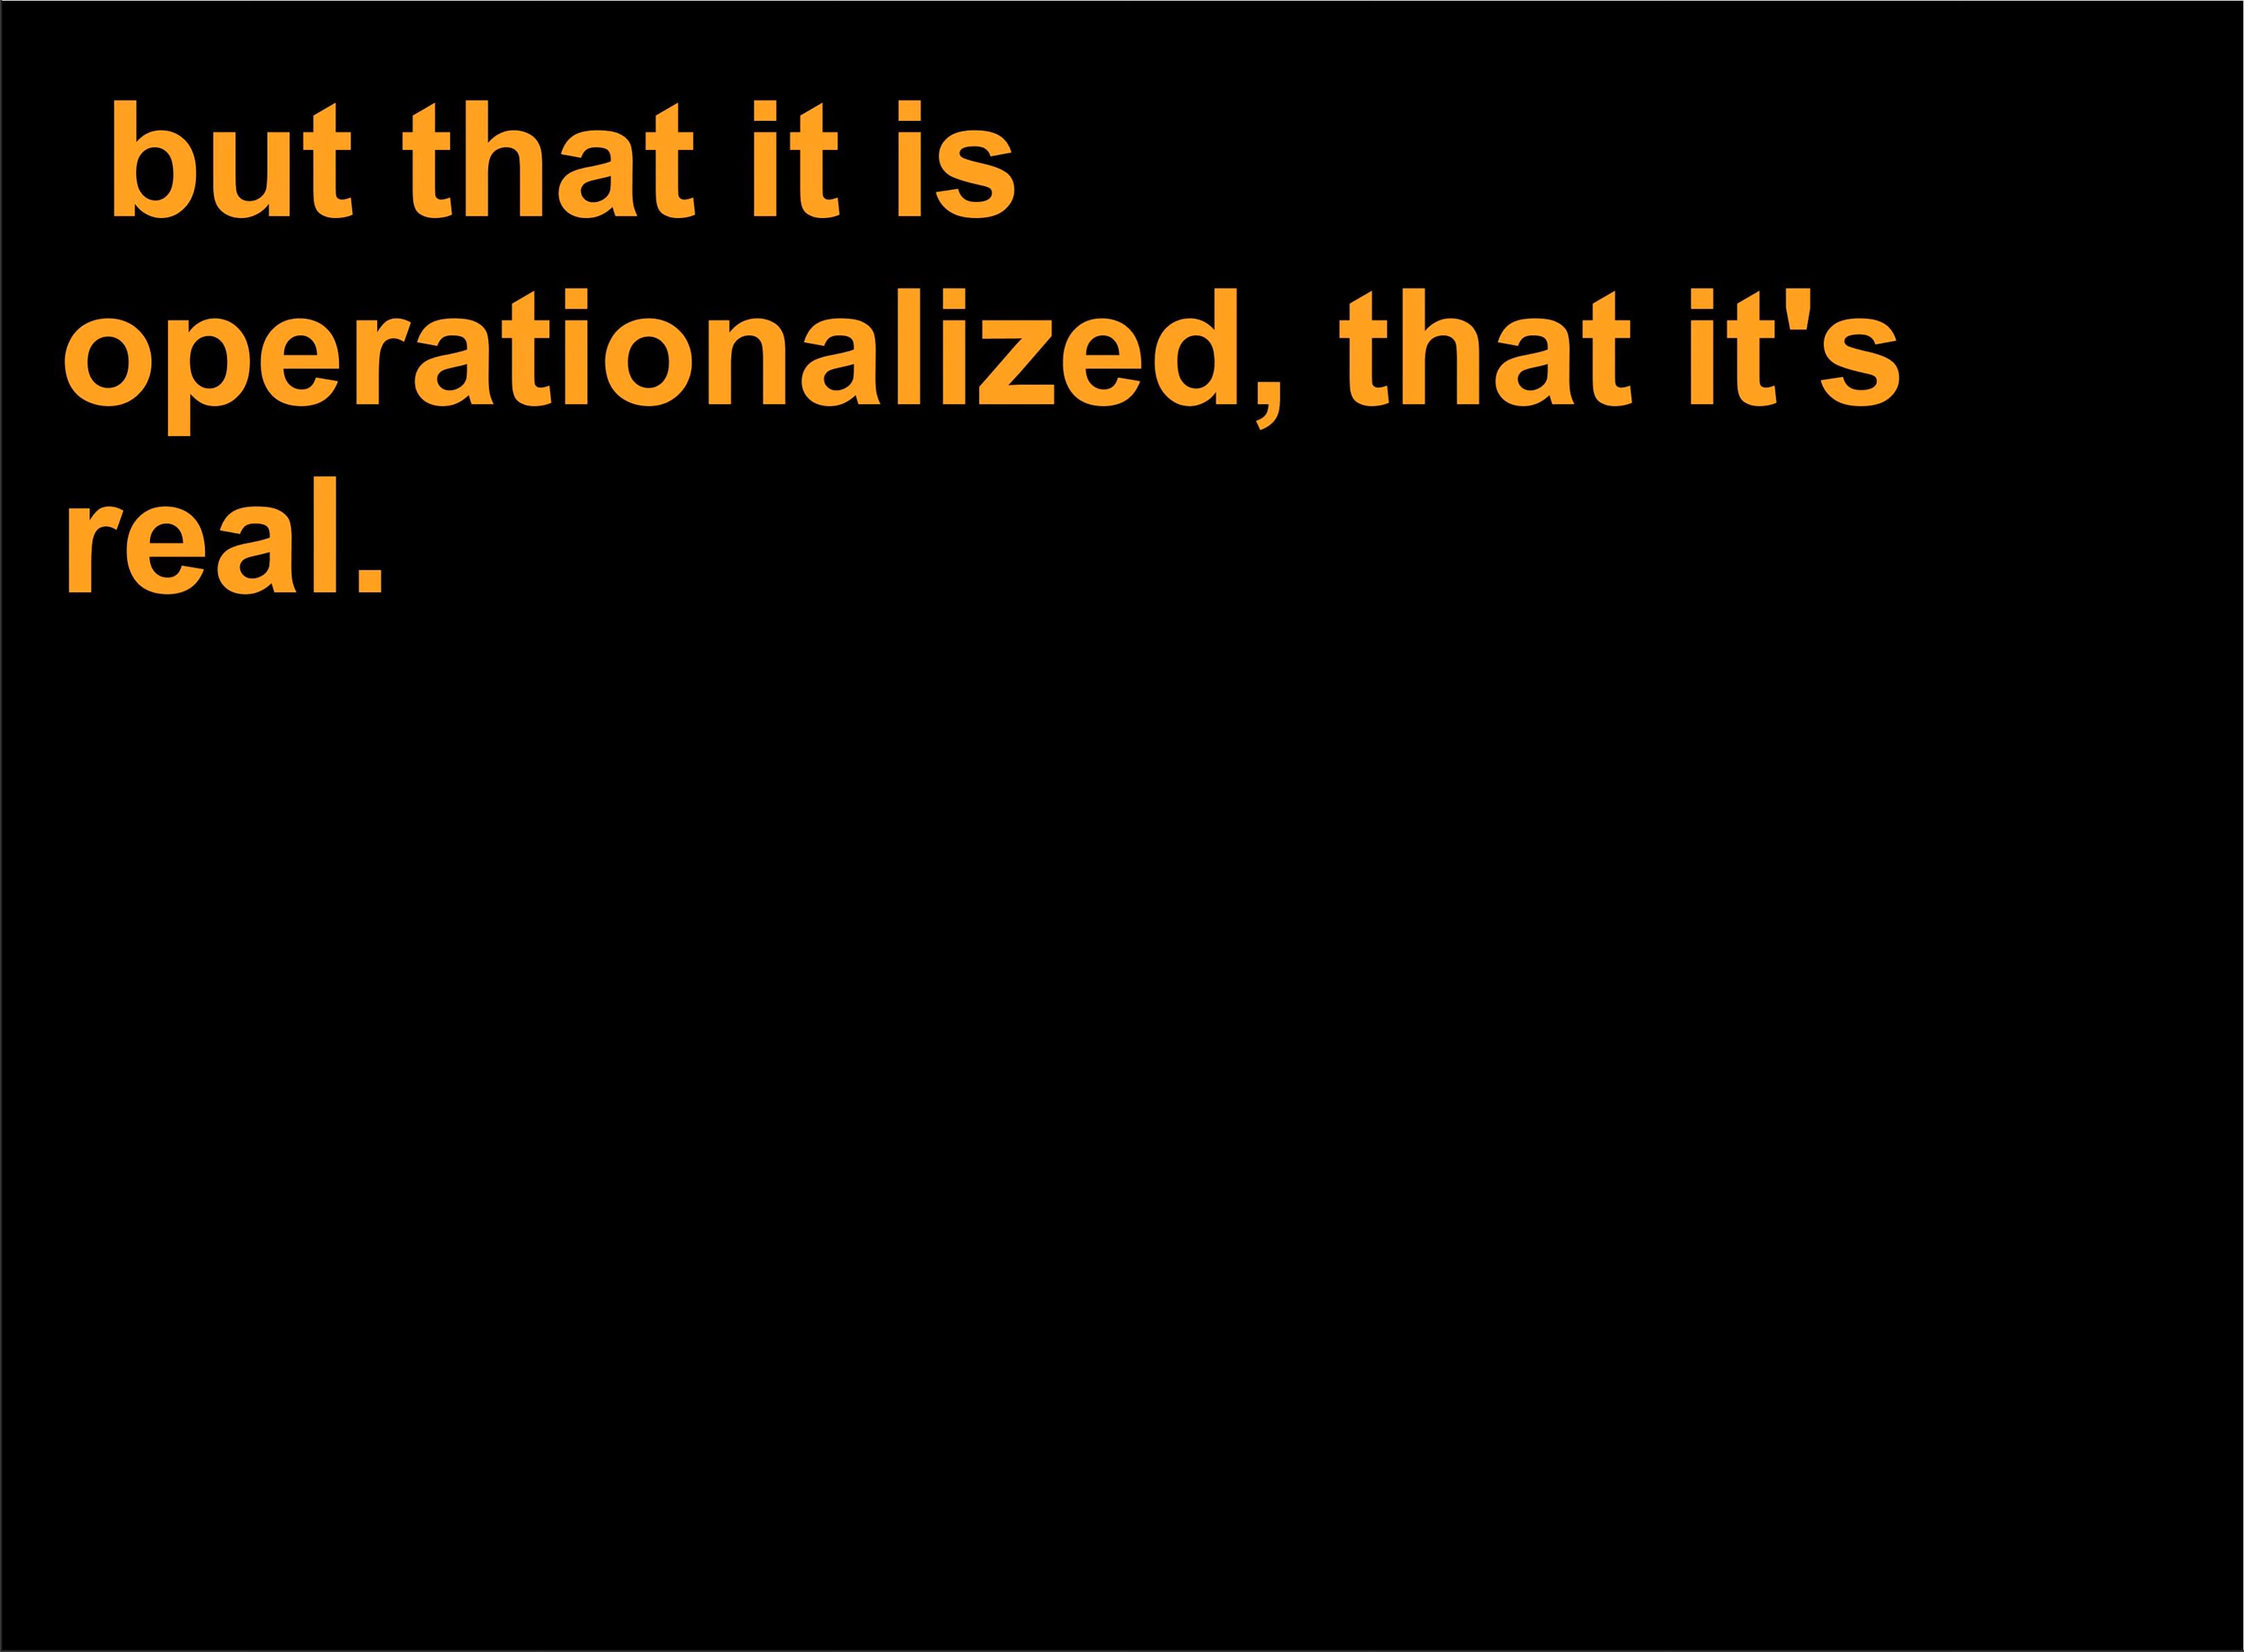 but that it is
operationalized, that it's
real.